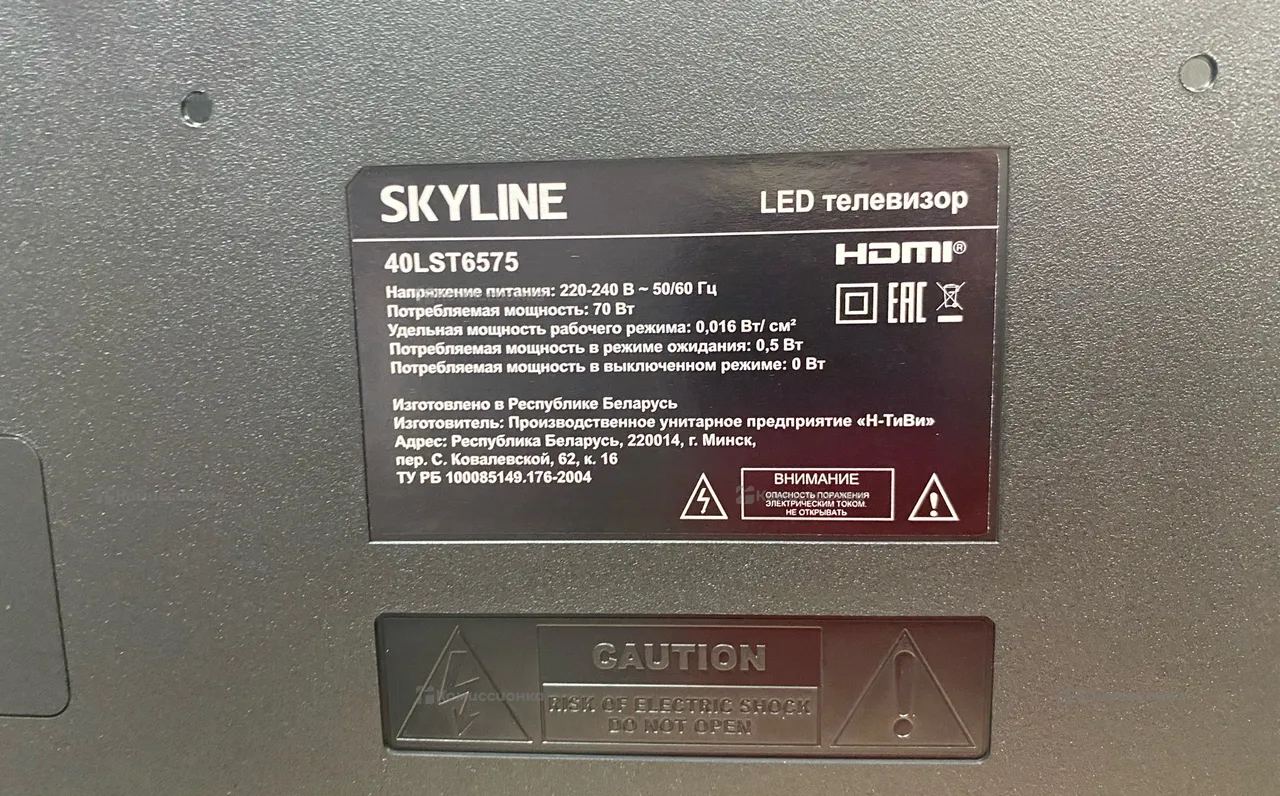 SKYLINE
LED телевизор
40LST6575
HDMI®
Напряжение питания: 220-240 В ~ 50/60 Гц
Потребляемая мощность: 70 Вт
Удельная мощность рабочего режима: 0,016 Вт/ см²
Потребляемая мощность в режиме ожидания: 0,5 Вт
Потребляемая мощность в выключенном режиме: 0 Вт
EAC
Изготовлено в Республике Беларусь
Изготовитель: Производственное унитарное предприятие «Н-ТиВи»
Адрес: Республика Беларусь, 220014, г. Минск,
пер. С. Ковалевской, 62, к. 16
ТУ РБ 100085149.176-2004
ВНИМАНИЕ
ОПАСНОСТЬ ПОРАЖЕНИЯ
ЭЛЕКТРИЧЕСКИМ ТОКОМ.
НЕ ОТКРЫВАТЬ
CAUTION
RISK OF ELECTRIC SHOCK
DO NOT OPEN
Комиссионка